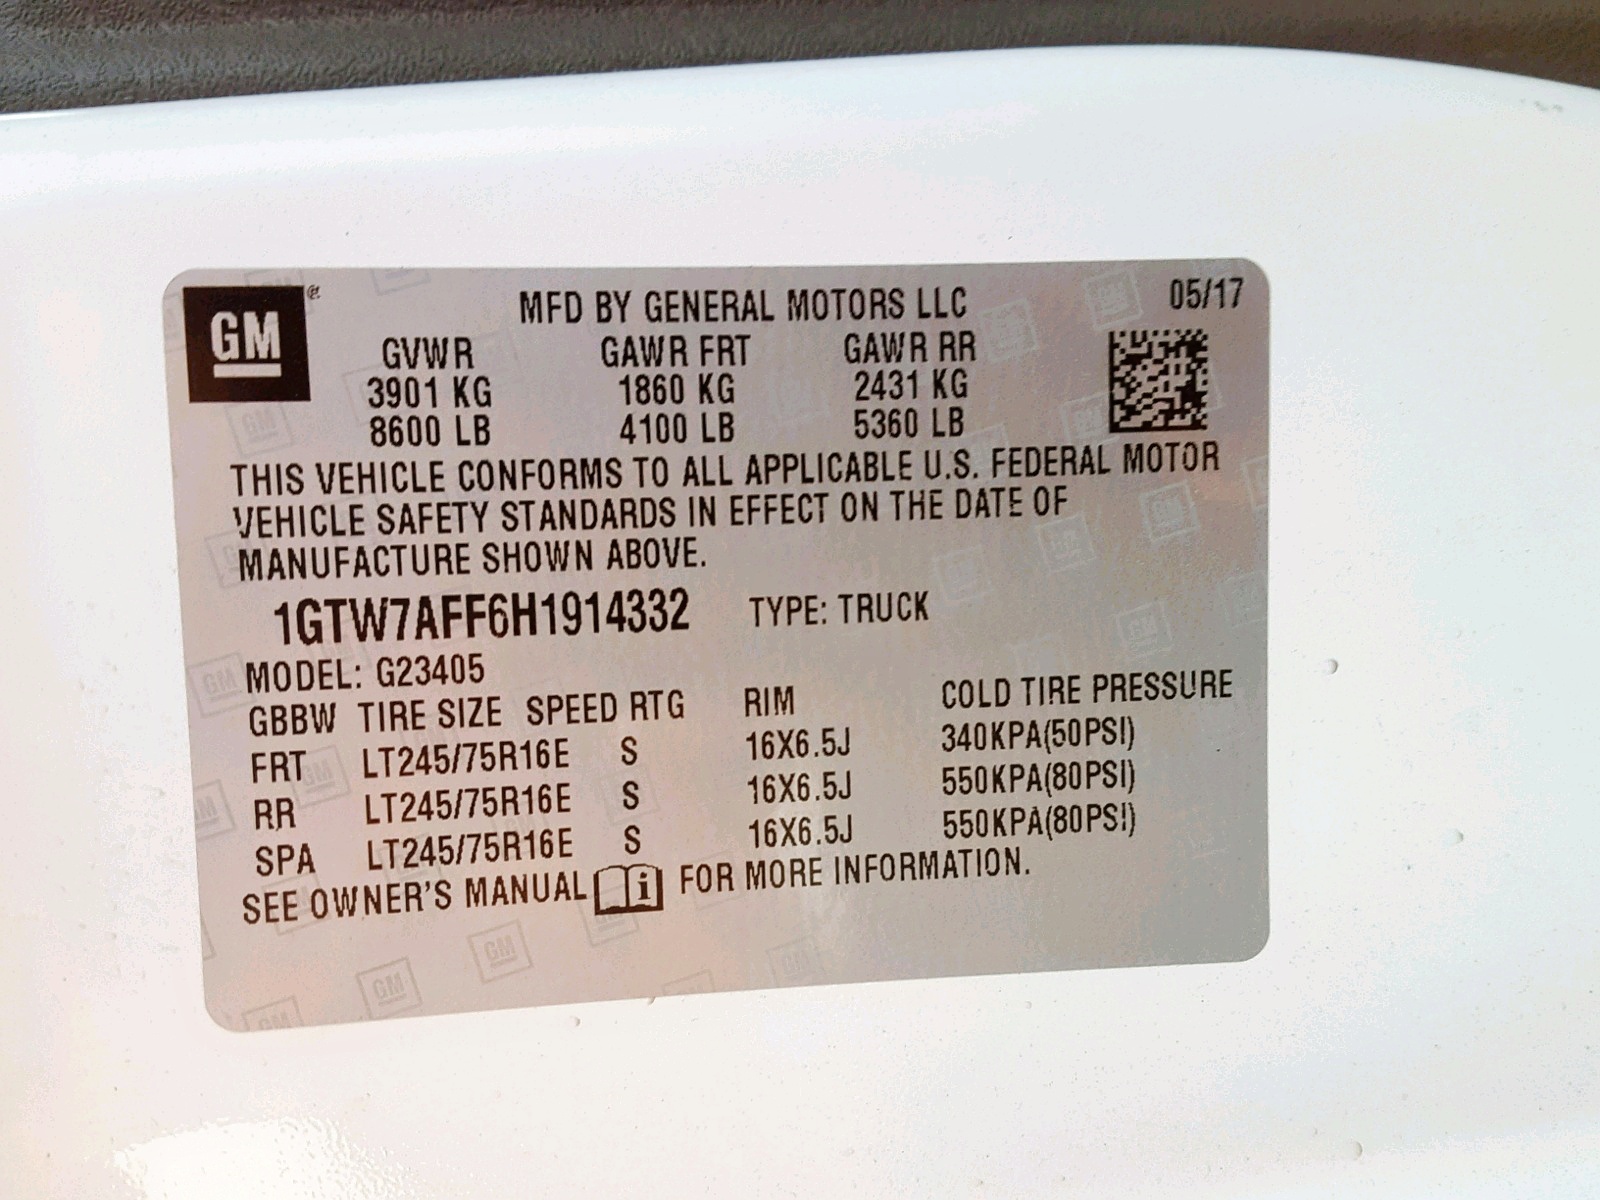 GM
MFD BY GENERAL MOTORS LLC 05/17
GVWR GAWR FRT GAWR RR
3901 KG 1860 KG 2431 KG
8600 LB 4100 LB 5360 LB
THIS VEHICLE CONFORMS TO ALL APPLICABLE U.S. FEDERAL MOTOR
VEHICLE SAFETY STANDARDS IN EFFECT ON THE DATE OF
MANUFACTURE SHOWN ABOVE.
1GTW7AFF6H1914332 TYPE: TRUCK
MODEL: G23405
GBBW TIRE SIZE SPEED RTG RIM COLD TIRE PRESSURE
FRT LT245/75R16E S 16X6.5J 340KPA(50PSI)
RR LT245/75R16E S 16X6.5J 550KPA(80PSI)
SPA LT245/75R16E S 16X6.5J 550KPA(80PSI)
SEE OWNER'S MANUAL i FOR MORE INFORMATION.